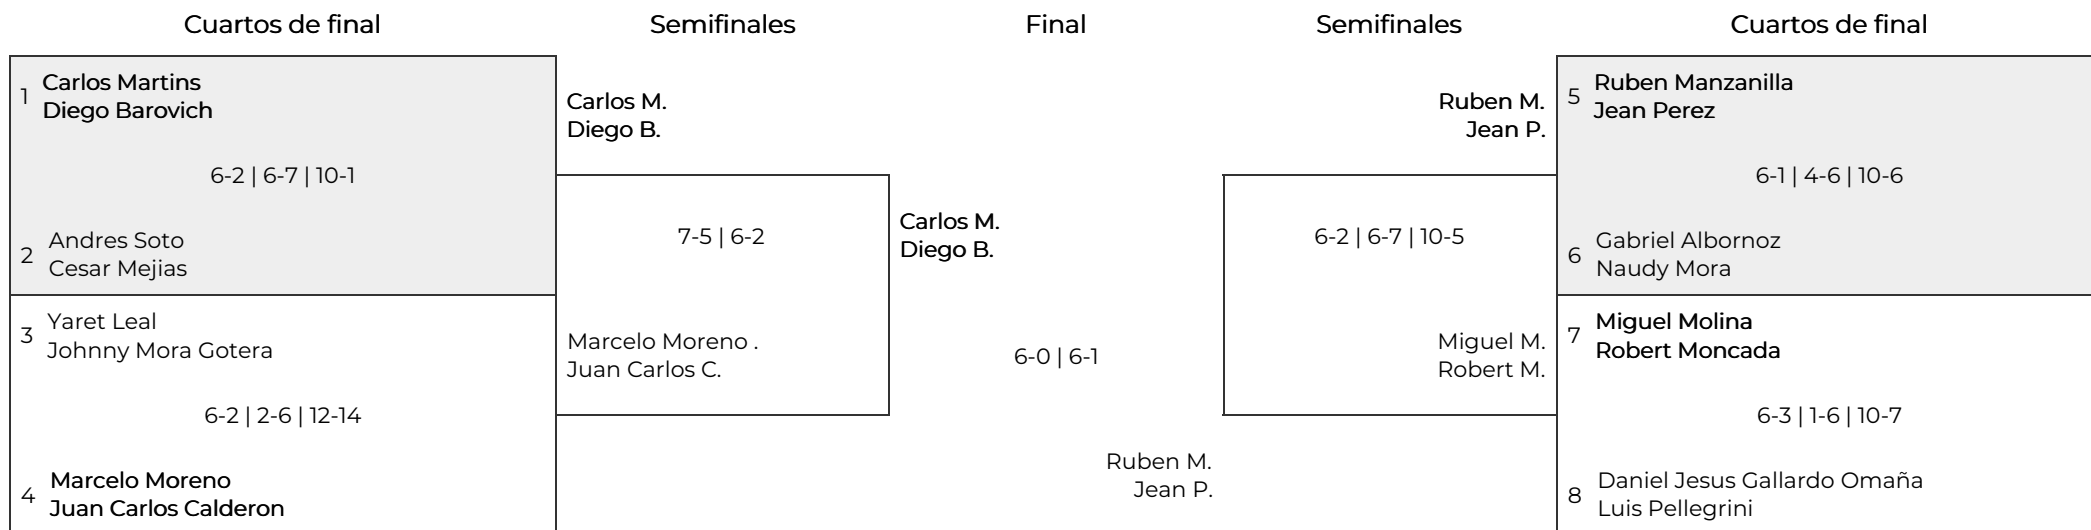 Cuartos de final
Semifinales
Final
Semifinales
Cuartos de final
1
Carlos Martins
Diego Barovich
6-2 | 6-7 | 10-1
2
Andres Soto
Cesar Mejias
3
Yaret Leal
Johnny Mora Gotera
6-2 | 2-6 | 12-14
4
Marcelo Moreno
Juan Carlos Calderon
Carlos M.
Diego B.
7-5 | 6-2
Marcelo Moreno .
Juan Carlos C.
Carlos M.
Diego B.
6-0 | 6-1
Ruben M.
Jean P.
Ruben M.
Jean P.
6-2 | 6-7 | 10-5
Miguel M.
Robert M.
5
Ruben Manzanilla
Jean Perez
6-1 | 4-6 | 10-6
6
Gabriel Albornoz
Naudy Mora
7
Miguel Molina
Robert Moncada
6-3 | 1-6 | 10-7
8
Daniel Jesus Gallardo Omaña
Luis Pellegrini